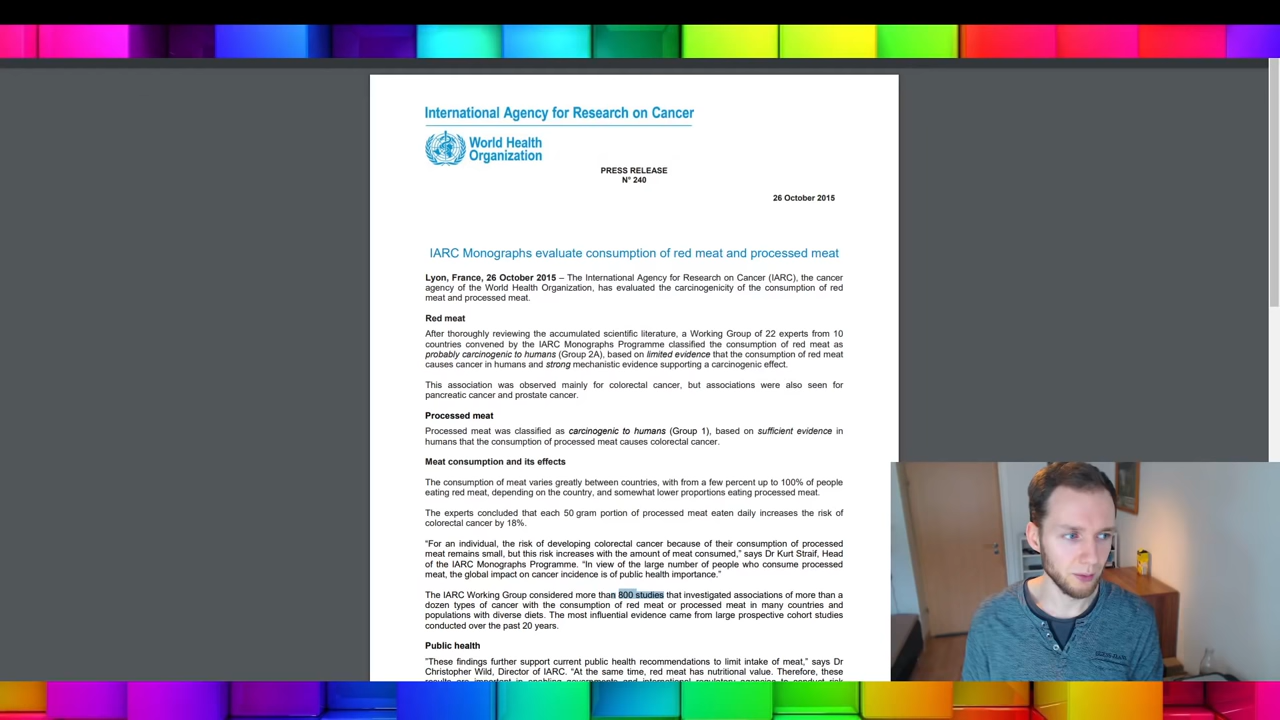 International Agency for Research on Cancer
World Health
Organization
PRESS RELEASE
N° 240
26 October 2015
IARC Monographs evaluate consumption of red meat and processed meat
Lyon, France, 26 October 2015 – The International Agency for Research on Cancer (IARC), the cancer
agency of the World Health Organization, has evaluated the carcinogenicity of the consumption of red
meat and processed meat.
Red meat
After thoroughly reviewing the accumulated scientific literature, a Working Group of 22 experts from 10
countries convened by the IARC Monographs Programme classified the consumption of red meat as
probably carcinogenic to humans (Group 2A), based on limited evidence that the consumption of red meat
causes cancer in humans and strong mechanistic evidence supporting a carcinogenic effect.
This association was observed mainly for colorectal cancer, but associations were also seen for
pancreatic cancer and prostate cancer.
Processed meat
Processed meat was classified as carcinogenic to humans (Group 1), based on sufficient evidence in
humans that the consumption of processed meat causes colorectal cancer.
Meat consumption and its effects
The consumption of meat varies greatly between countries, with from a few percent up to 100% of people
eating red meat, depending on the country, and somewhat lower proportions eating processed meat.
The experts concluded that each 50 gram portion of processed meat eaten daily increases the risk of
colorectal cancer by 18%.
“For an individual, the risk of developing colorectal cancer because of their consumption of processed
meat remains small, but this risk increases with the amount of meat consumed,” says Dr Kurt Straif, Head
of the IARC Monographs Programme. “In view of the large number of people who consume processed
meat, the global impact on cancer incidence is of public health importance.”
The IARC Working Group considered more than 800 studies that investigated associations of more than a
dozen types of cancer with the consumption of red meat or processed meat in many countries and
populations with diverse diets. The most influential evidence came from large prospective cohort studies
conducted over the past 20 years.
Public health
"These findings further support current public health recommendations to limit intake of meat,” says Dr
Christopher Wild, Director of IARC. “At the same time, red meat has nutritional value. Therefore, these
results are important in enabling governments and international regulatory agencies to conduct risk